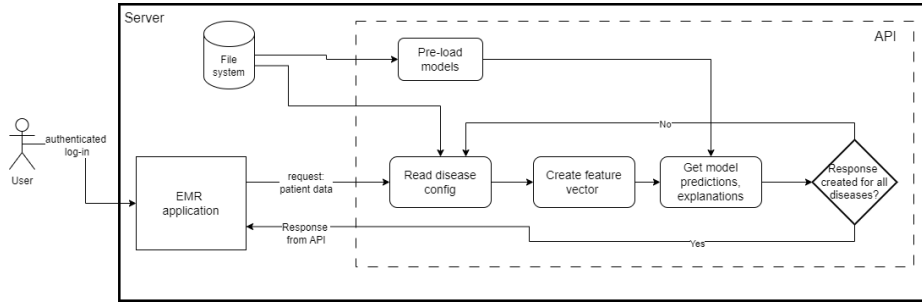 Server
API
File
system
Pre-load
models
authenticated
log-in
User
No
request:
patient data
Read disease
config
Create feature
vector
Get model
predictions,
explanations
Response
created for all
diseases?
EMR
application
Response
from API
Yes